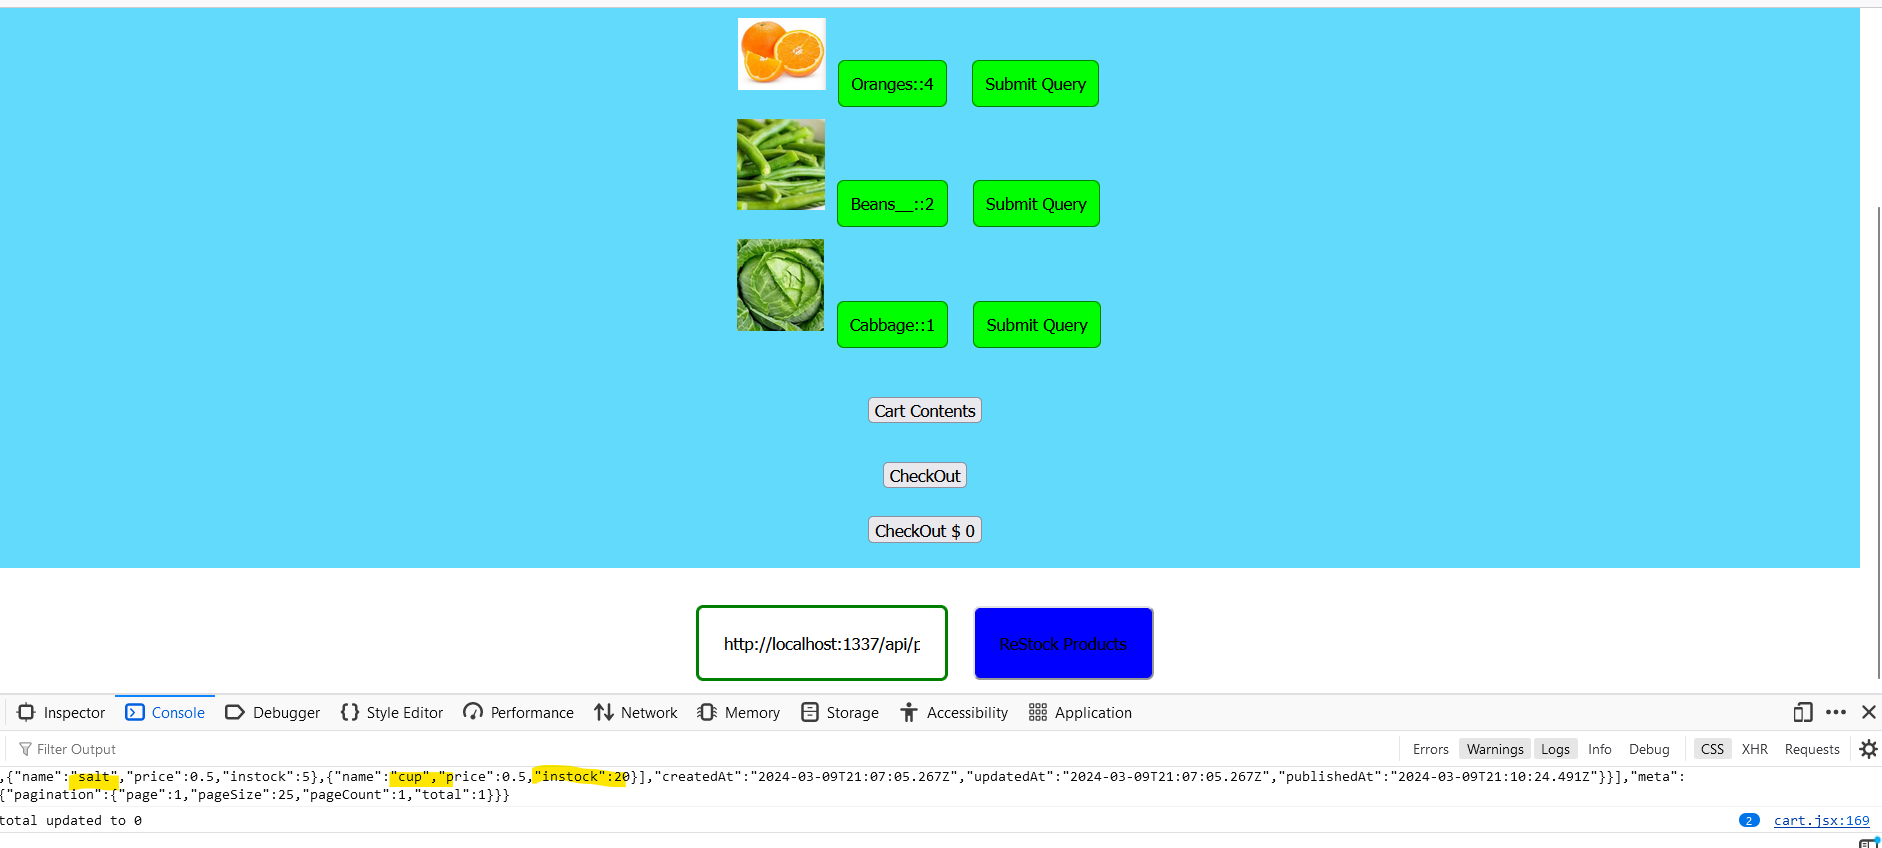 Oranges::4 Submit Query
Beans__::2 Submit Query
Cabbage::1 Submit Query
Cart Contents
CheckOut
CheckOut $ 0
http://localhost:1337/api/p ReStock Products
Inspector Console Debugger Style Editor Performance Network Memory Storage Accessibility Application
Filter Output Errors Warnings Logs Info Debug CSS XHR Requests
,{"name":"salt","price":0.5,"instock":5},{"name":"cup","price":0.5,"instock":20}],"createdAt":"2024-03-09T21:07:05.267Z","updatedAt":"2024-03-09T21:07:05.267Z","publishedAt":"2024-03-09T21:10:24.491Z"}}],"meta":
{"pagination":{"page":1,"pageSize":25,"pageCount":1,"total":1}}}
total updated to 0 2 cart.jsx:169